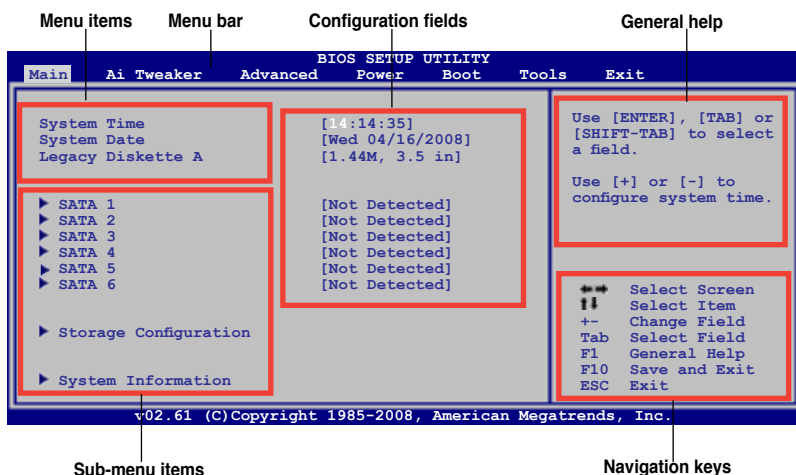 Menu items Menu bar Configuration fields General help
BIOS SETUP UTILITY
Main Ai Tweaker Advanced Power Boot Tools Exit
System Time [14:14:35]
System Date [Wed 04/16/2008]
Legacy Diskette A [1.44M, 3.5 in]
SATA 1 [Not Detected]
SATA 2 [Not Detected]
SATA 3 [Not Detected]
SATA 4 [Not Detected]
SATA 5 [Not Detected]
SATA 6 [Not Detected]
Storage Configuration
System Information
Use [ENTER], [TAB] or
[SHIFT-TAB] to select
a field.
Use [+] or [-] to
configure system time.
Select Screen
Select Item
+- Change Field
Tab Select Field
F1 General Help
F10 Save and Exit
ESC Exit
v02.61 (C)Copyright 1985-2008, American Megatrends, Inc.
Sub-menu items Navigation keys